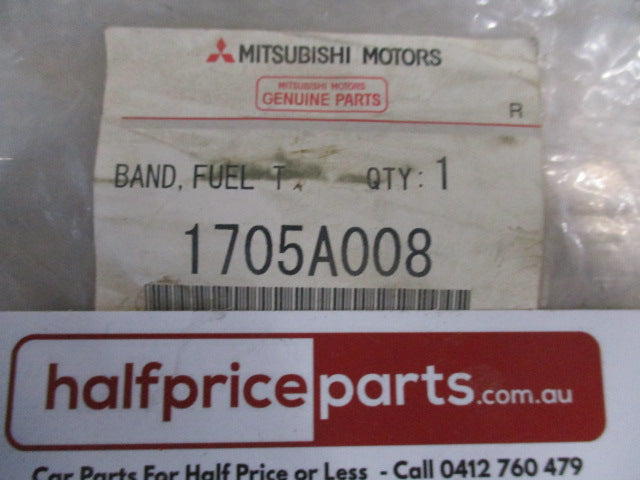 MITSUBISHI MOTORS
MITSUBISHI MOTORS
GENUINE PARTS
R
BAND, FUEL T QTY: 1
1705A008
halfpriceparts.com.au
Car Parts For Half Price or Less - Call 0412 760 479